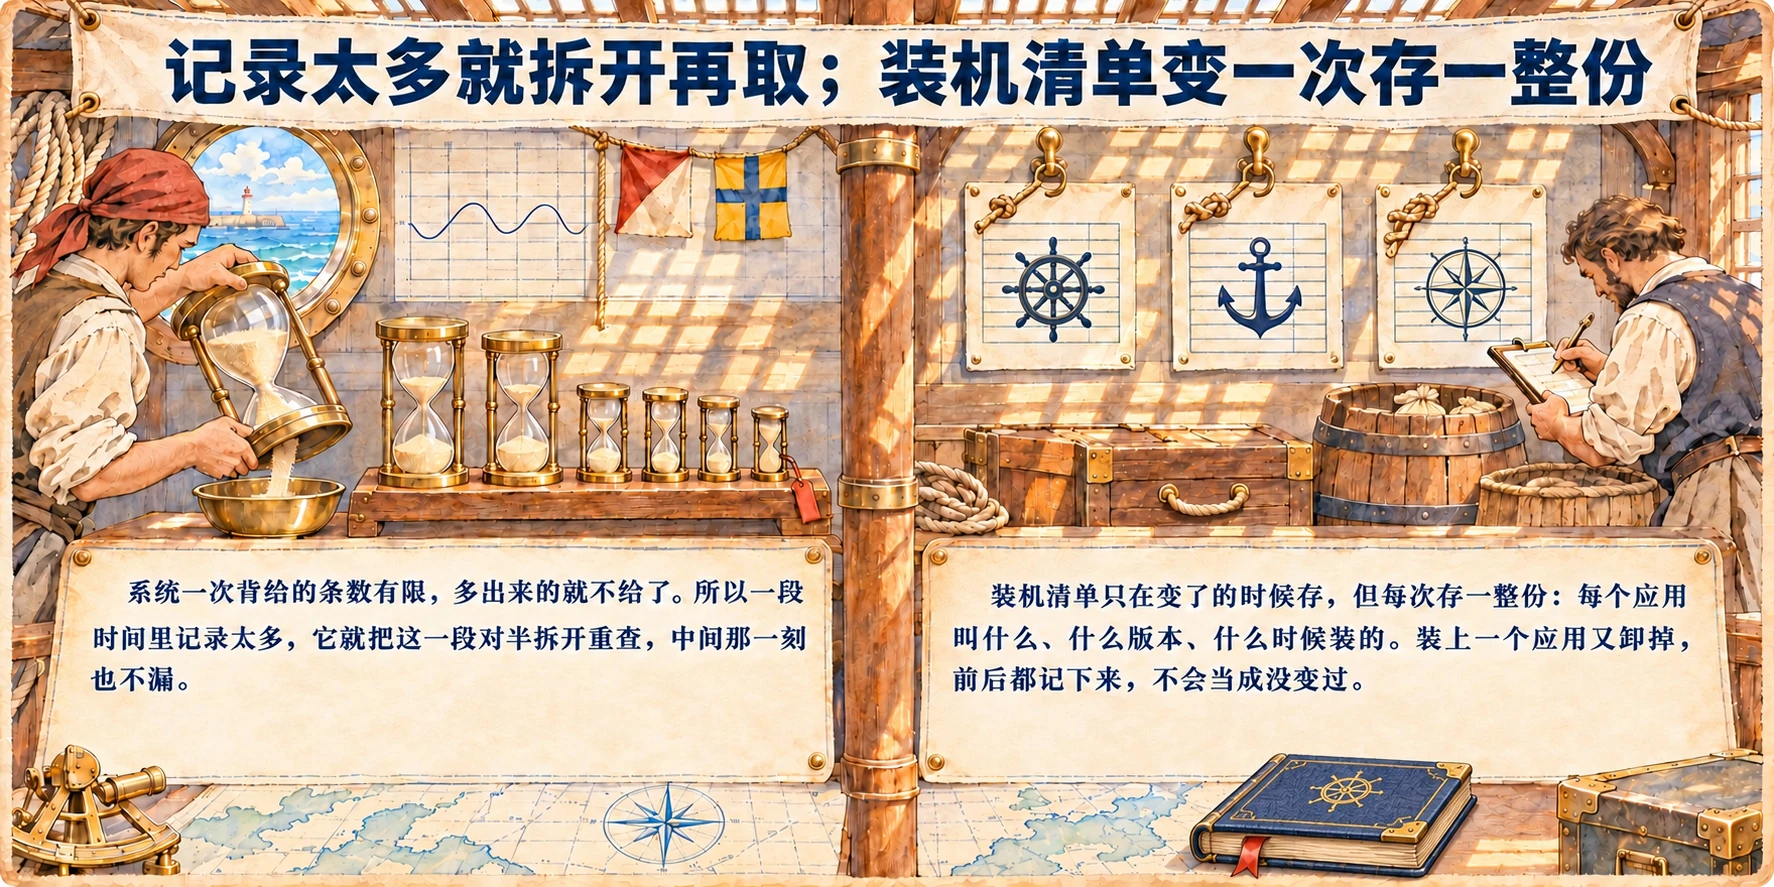 记录太多就拆开再取；装机清单变一次存一整份
系统一次背给的条数有限，多出来的就不给了。所以一段
时间里记录太多，它就把这一段对半拆开重查，中间那一刻
也不漏。
装机清单只在变了的时候存，但每次存一整份：每个应用
叫什么、什么版本、什么时候装的。装上一个应用又卸掉，
前后都记下来，不会当成没变过。